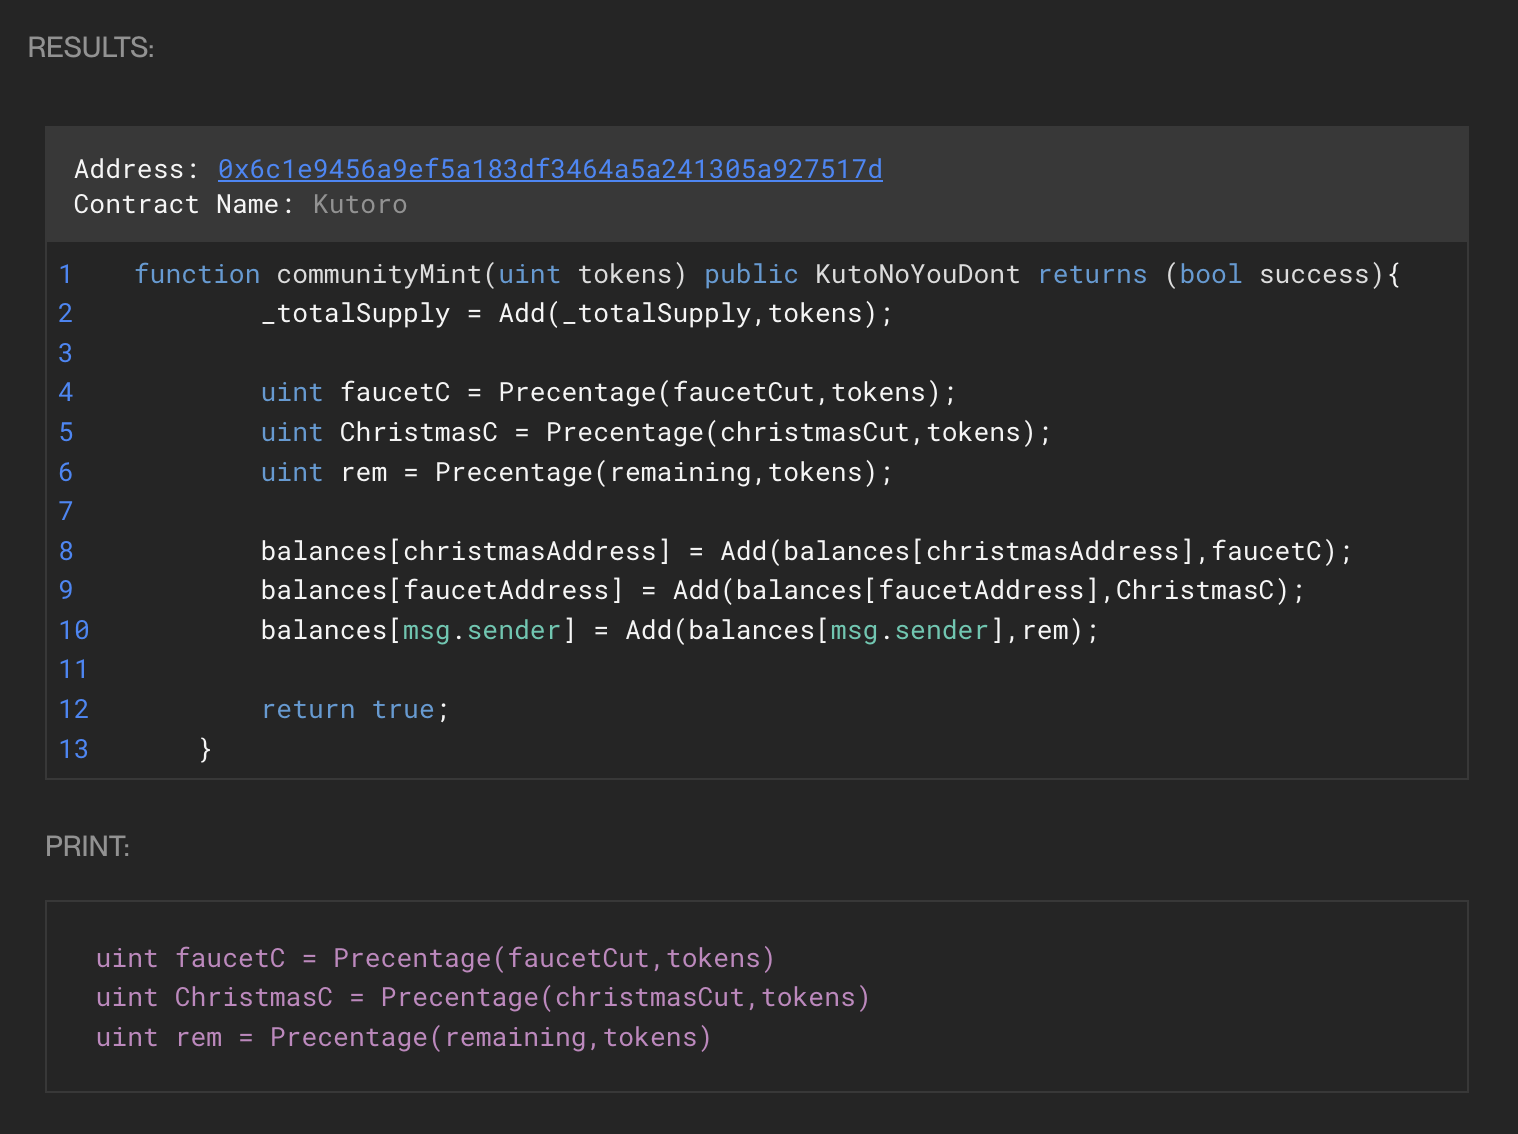 RESULTS:
Address: 0x6c1e9456a9ef5a183df3464a5a241305a927517d
Contract Name: Kutoro
1 function communityMint(uint tokens) public KutoNoYouDont returns (bool success){
2 _totalSupply = Add(_totalSupply,tokens);
3
4 uint faucetC = Precentage(faucetCut,tokens);
5 uint ChristmasC = Precentage(christmasCut,tokens);
6 uint rem = Precentage(remaining,tokens);
7
8 balances[christmasAddress] = Add(balances[christmasAddress],faucetC);
9 balances[faucetAddress] = Add(balances[faucetAddress],ChristmasC);
10 balances[msg.sender] = Add(balances[msg.sender],rem);
11
12 return true;
13 }
PRINT:
uint faucetC = Precentage(faucetCut,tokens)
uint ChristmasC = Precentage(christmasCut,tokens)
uint rem = Precentage(remaining,tokens)